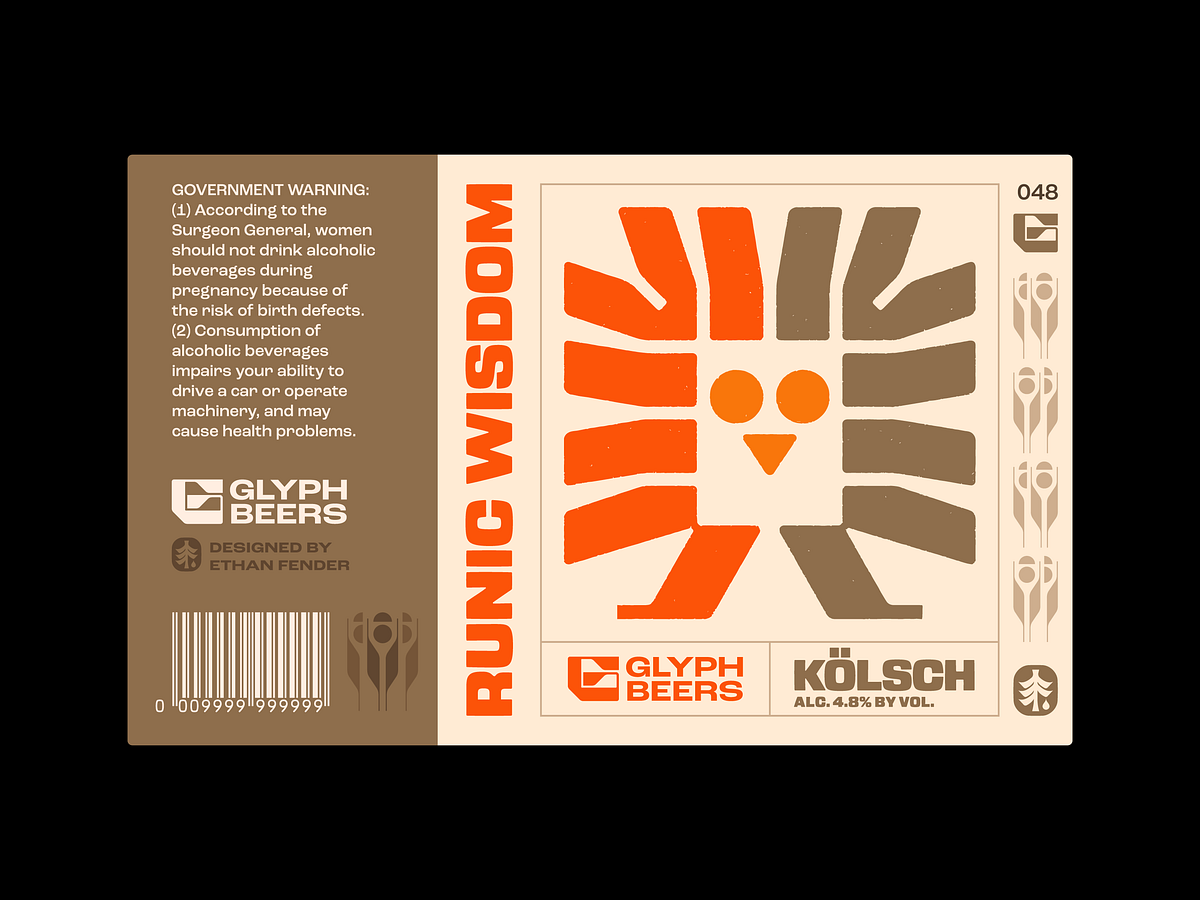 GOVERNMENT WARNING:
(1) According to the
Surgeon General, women
should not drink alcoholic
beverages during
pregnancy because of
the risk of birth defects.
(2) Consumption of
alcoholic beverages
impairs your ability to
drive a car or operate
machinery, and may
cause health problems.
GLYPH
BEERS
DESIGNED BY
ETHAN FENDER
0 009999 999999
RUNIC WISDOM
GLYPH
BEERS
KÖLSCH
ALC. 4.8% BY VOL.
048